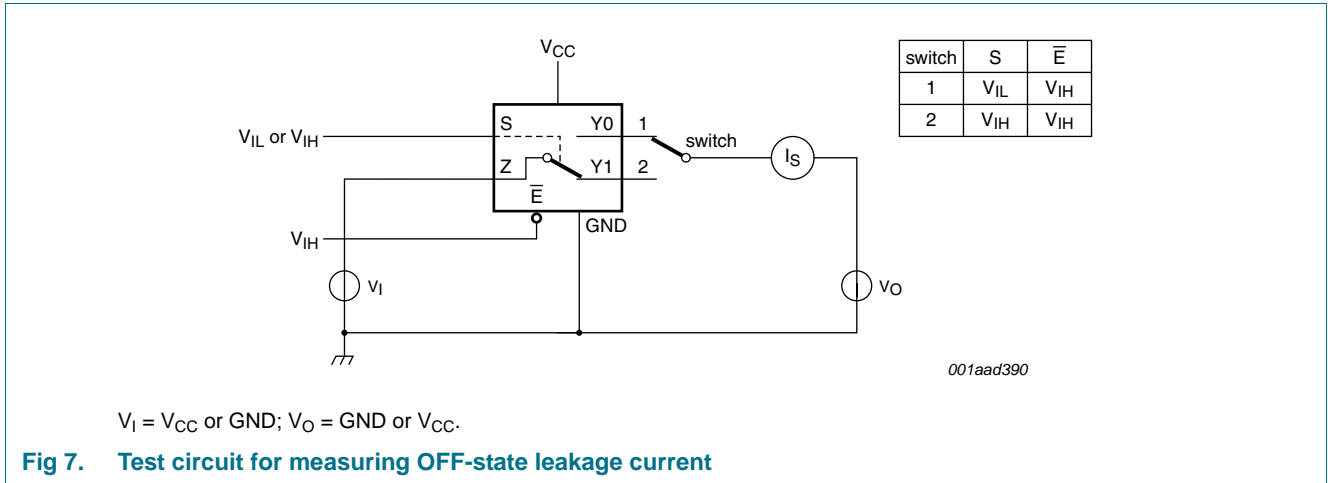 VCC
switch S E̅
1 VIL VIH
2 VIH VIH
VIL or VIH
S Y0 1
switch
IS
Z Y1 2
E̅
GND
VIH
VI
VO
001aad390
VI = VCC or GND; VO = GND or VCC.
Fig 7. Test circuit for measuring OFF-state leakage current